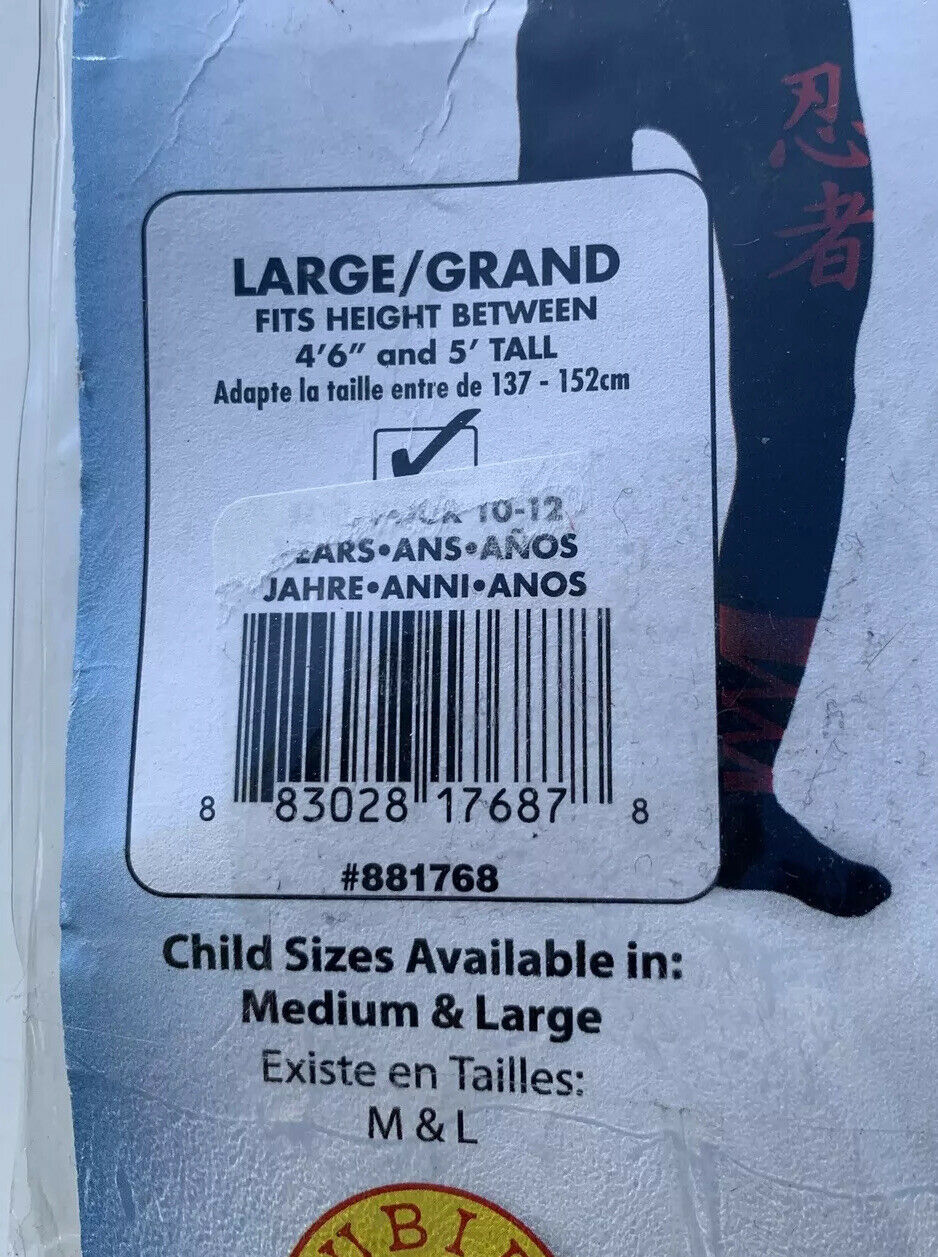 忍者
LARGE/GRAND
FITS HEIGHT BETWEEN
4'6" and 5' TALL
Adapte la taille entre de 137 - 152cm
10-12
ANS•AÑOS
JAHRE•ANNI•ANOS
8 83028 17687 8
#881768
Child Sizes Available in:
Medium & Large
Existe en Tailles:
M & L